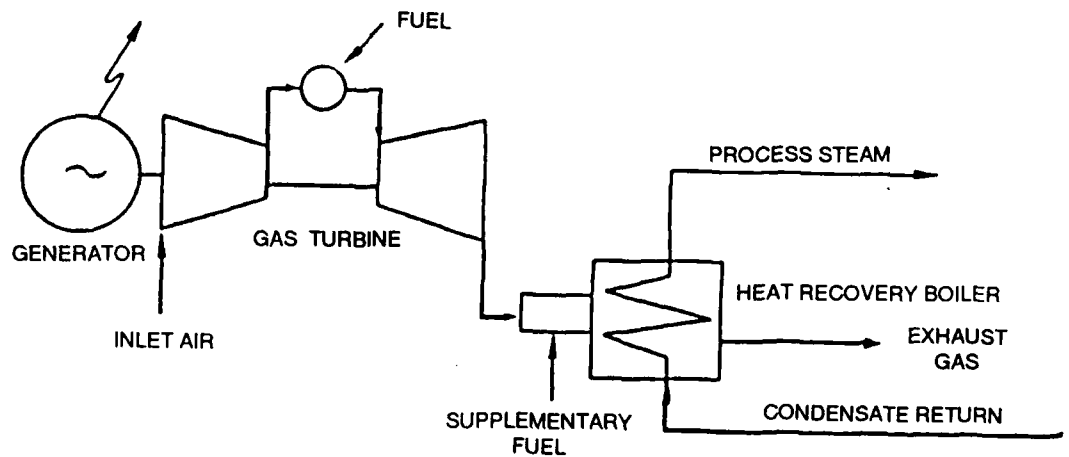 FUEL
PROCESS STEAM
GENERATOR
GAS TURBINE
HEAT RECOVERY BOILER
INLET AIR
EXHAUST
GAS
SUPPLEMENTARY
FUEL
CONDENSATE RETURN